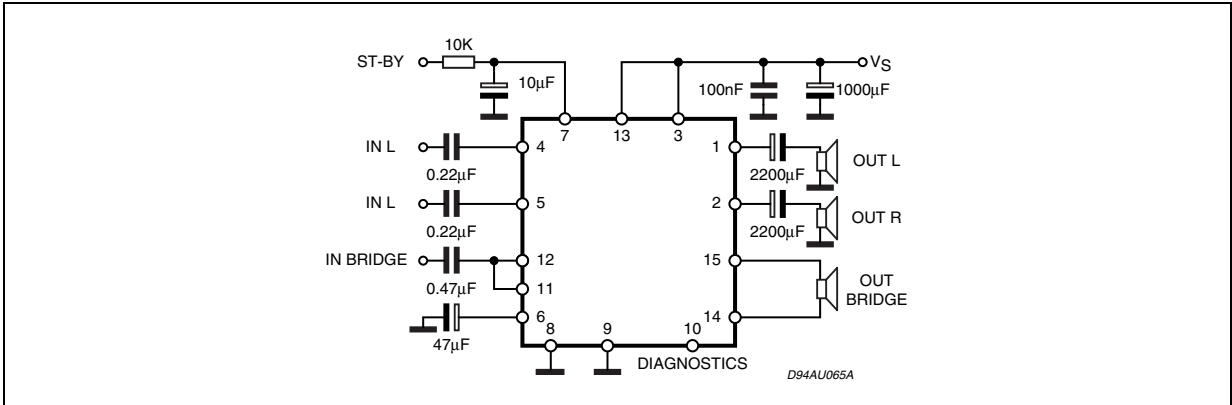 10K
ST-BY
10µF
100nF
1000µF
VS
7
13
3
IN L
0.22µF
4
1
2200µF
OUT L
IN L
0.22µF
5
2
2200µF
OUT R
IN BRIDGE
0.47µF
12
11
15
OUT
BRIDGE
14
47µF
6
8
9
10
DIAGNOSTICS
D94AU065A